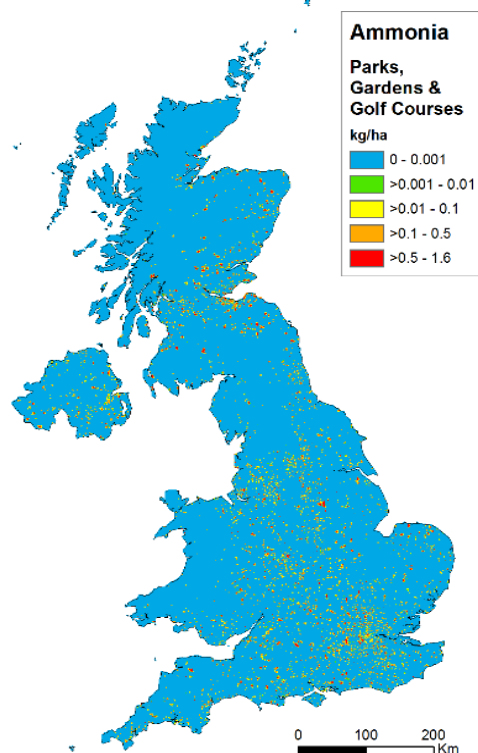 Ammonia
Parks,
Gardens &
Golf Courses
kg/ha
0 - 0.001
>0.001 - 0.01
>0.01 - 0.1
>0.1 - 0.5
>0.5 - 1.6
0 100 200
Km